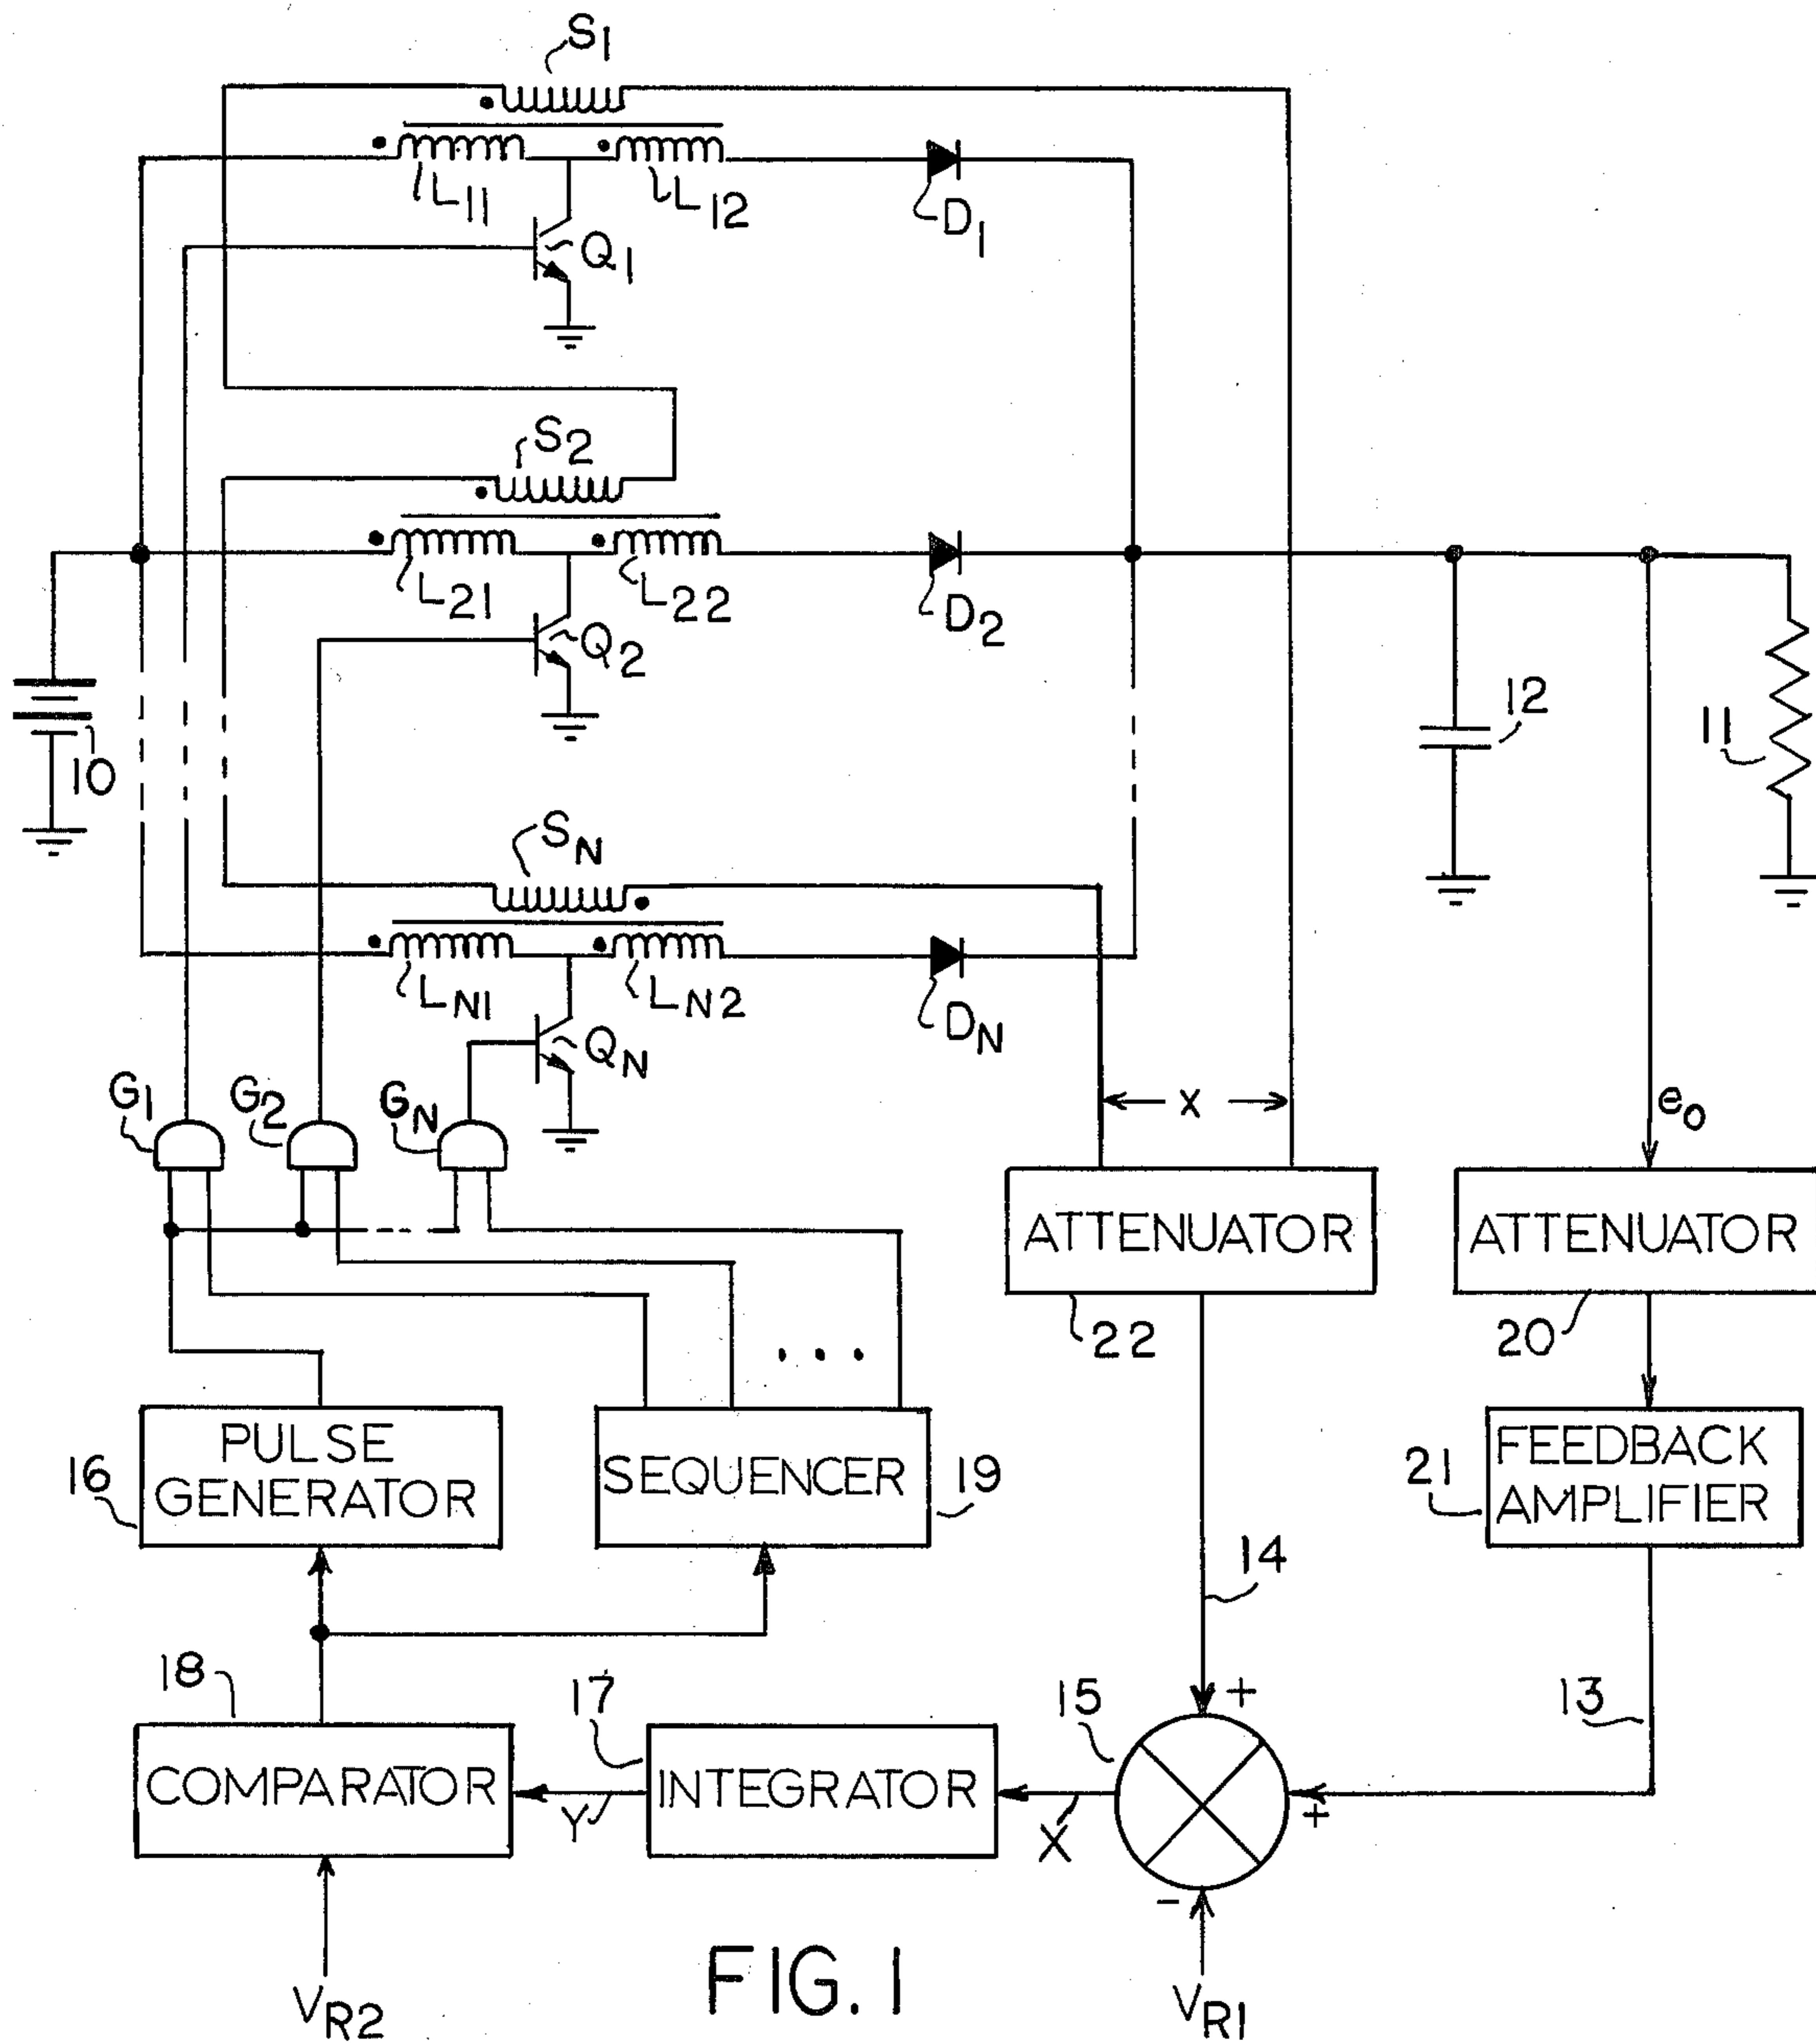 S1
L11
L12
D1
Q1
S2
L21
L22
D2
Q2
10
12
11
SN
LN1
LN2
DN
QN
G1
G2
GN
x
eo
ATTENUATOR
ATTENUATOR
22
20
PULSE
GENERATOR
16
SEQUENCER
19
...
FEEDBACK
AMPLIFIER
21
14
13
18
17
15
+
+
-
COMPARATOR
Y
INTEGRATOR
X
VR2
VR1
FIG. 1